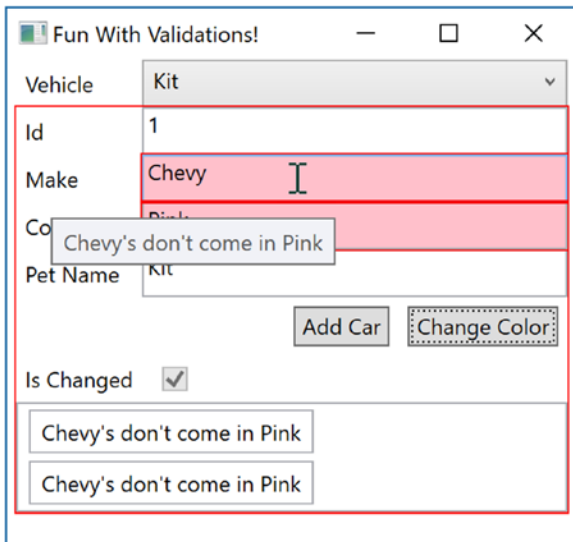 Fun With Validations!
Vehicle Kit
Id 1
Make Chevy
Co Pink
Chevy's don't come in Pink
Pet Name Kit
Add Car Change Color
Is Changed
Chevy's don't come in Pink
Chevy's don't come in Pink